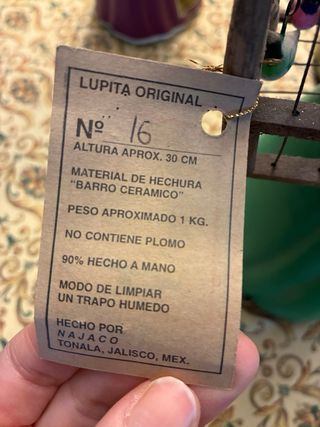 LUPITA ORIGINAL
Nº 16
ALTURA APROX. 30 CM
MATERIAL DE HECHURA
"BARRO CERAMICO"
PESO APROXIMADO 1 KG.
NO CONTIENE PLOMO
90% HECHO A MANO
MODO DE LIMPIAR
UN TRAPO HUMEDO
HECHO POR
NAJACO
TONALA, JALISCO, MEX.